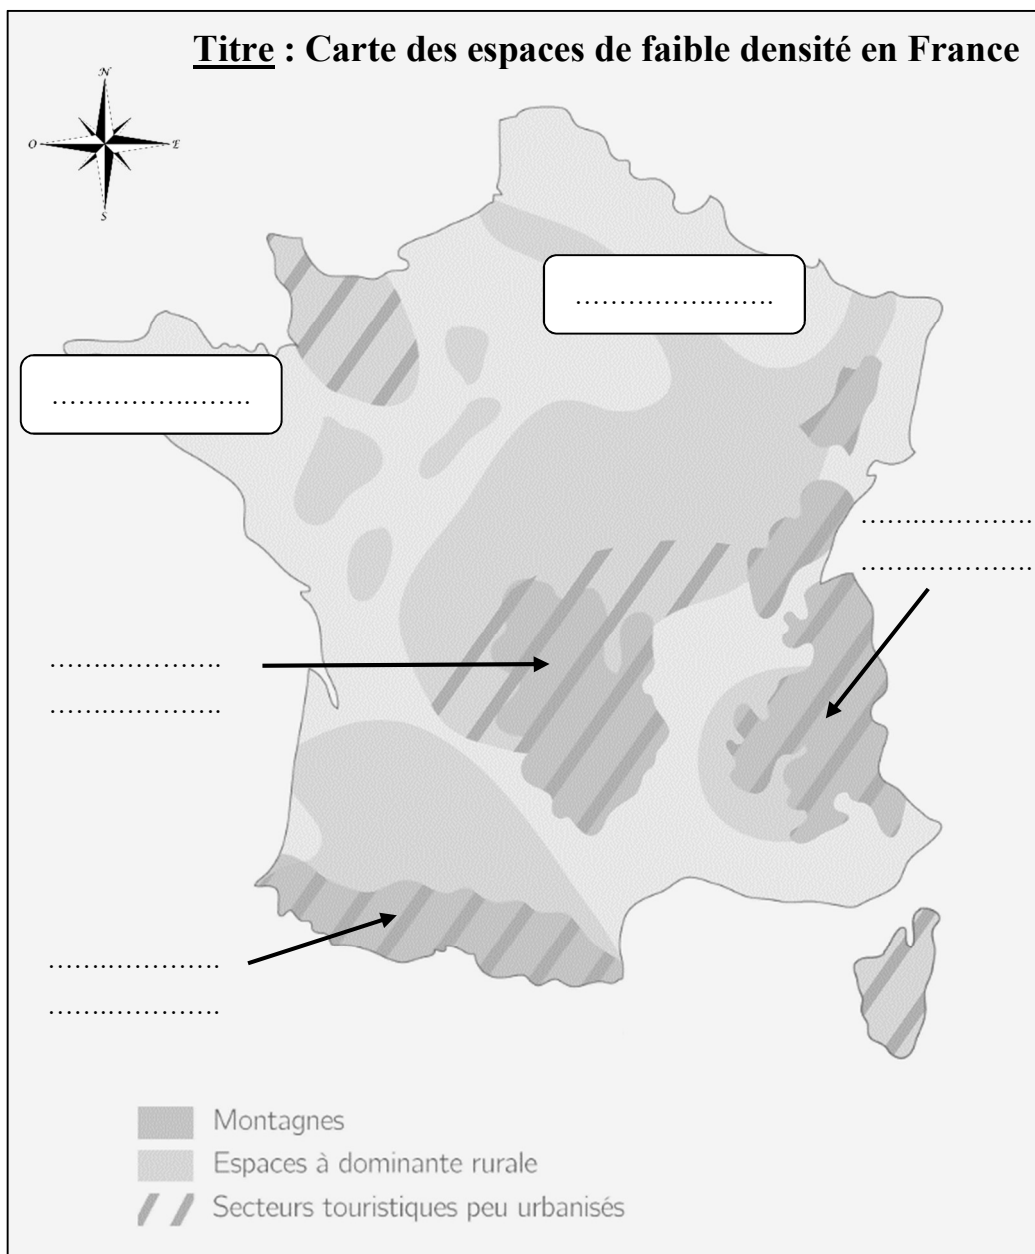 Titre : Carte des espaces de faible densité en France
N
O
E
S
……………..…….
……………..…….
……..………….
……..………….
……..………….
……..………….
……..………….
……..………….
Montagnes
Espaces à dominante rurale
Secteurs touristiques peu urbanisés